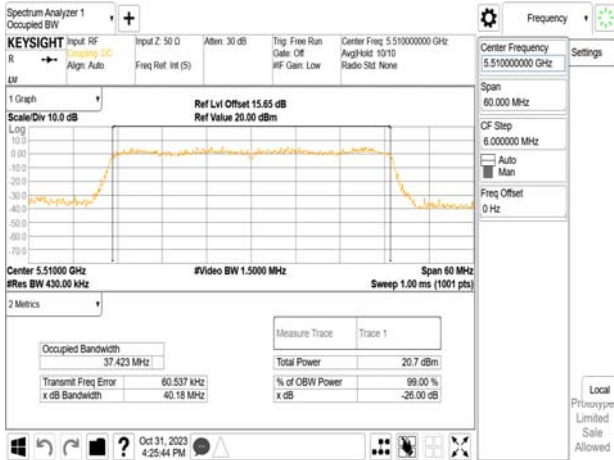 Spectrum Analyzer 1
Occupied BW
Frequency
KEYSIGHT
R
Input: RF
Coupling: DC
Align: Auto
Input Z: 50 Ω
Freq Ref: Int (S)
Atten: 30 dB
Trig: Free Run
Gate: Off
#IF Gain: Low
Center Freq: 5.510000000 GHz
Avg|Hold: 10/10
Radio Std: None
Center Frequency
5.510000000 GHz
Settings
Span
60.000 MHz
CF Step
6.000000 MHz
Auto
Man
Freq Offset
0 Hz
1 Graph
Scale/Div 10.0 dB
Ref Lvl Offset 15.65 dB
Ref Value 20.00 dBm
Log
10.0
0.00
-10.0
-20.0
-30.0
-40.0
-50.0
-60.0
-70.0
Center 5.51000 GHz
#Res BW 430.00 kHz
#Video BW 1.5000 MHz
Span 60 MHz
Sweep 1.00 ms (1001 pts)
2 Metrics
Measure Trace
Trace 1
Occupied Bandwidth
37.423 MHz
Total Power
20.7 dBm
Transmit Freq Error
60.537 kHz
% of OBW Power
99.00 %
x dB Bandwidth
40.18 MHz
x dB
-26.00 dB
Local
Prototype
Limited
Sale
Allowed
Oct 31, 2023
4:25:44 PM